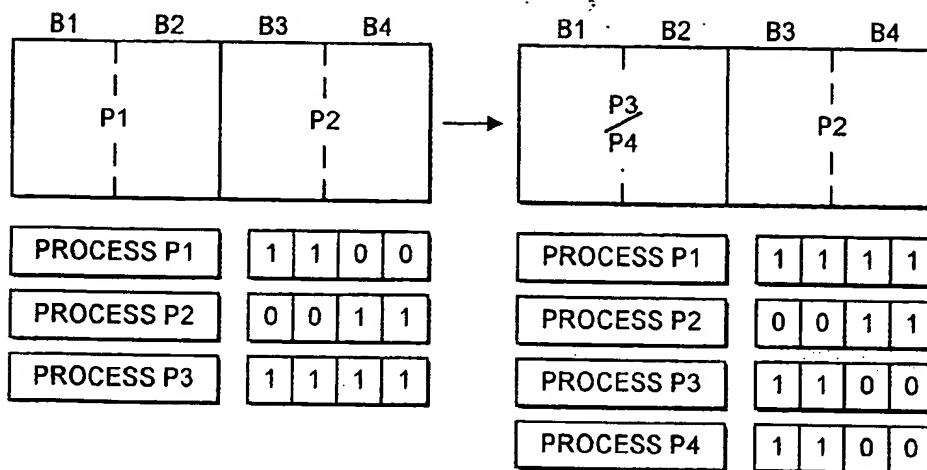 B1 B2 B3 B4
P1 P2
PROCESS P1 1 1 0 0
PROCESS P2 0 0 1 1
PROCESS P3 1 1 1 1
B1 B2 B3 B4
P3
P4
P2
PROCESS P1 1 1 1 1
PROCESS P2 0 0 1 1
PROCESS P3 1 1 0 0
PROCESS P4 1 1 0 0